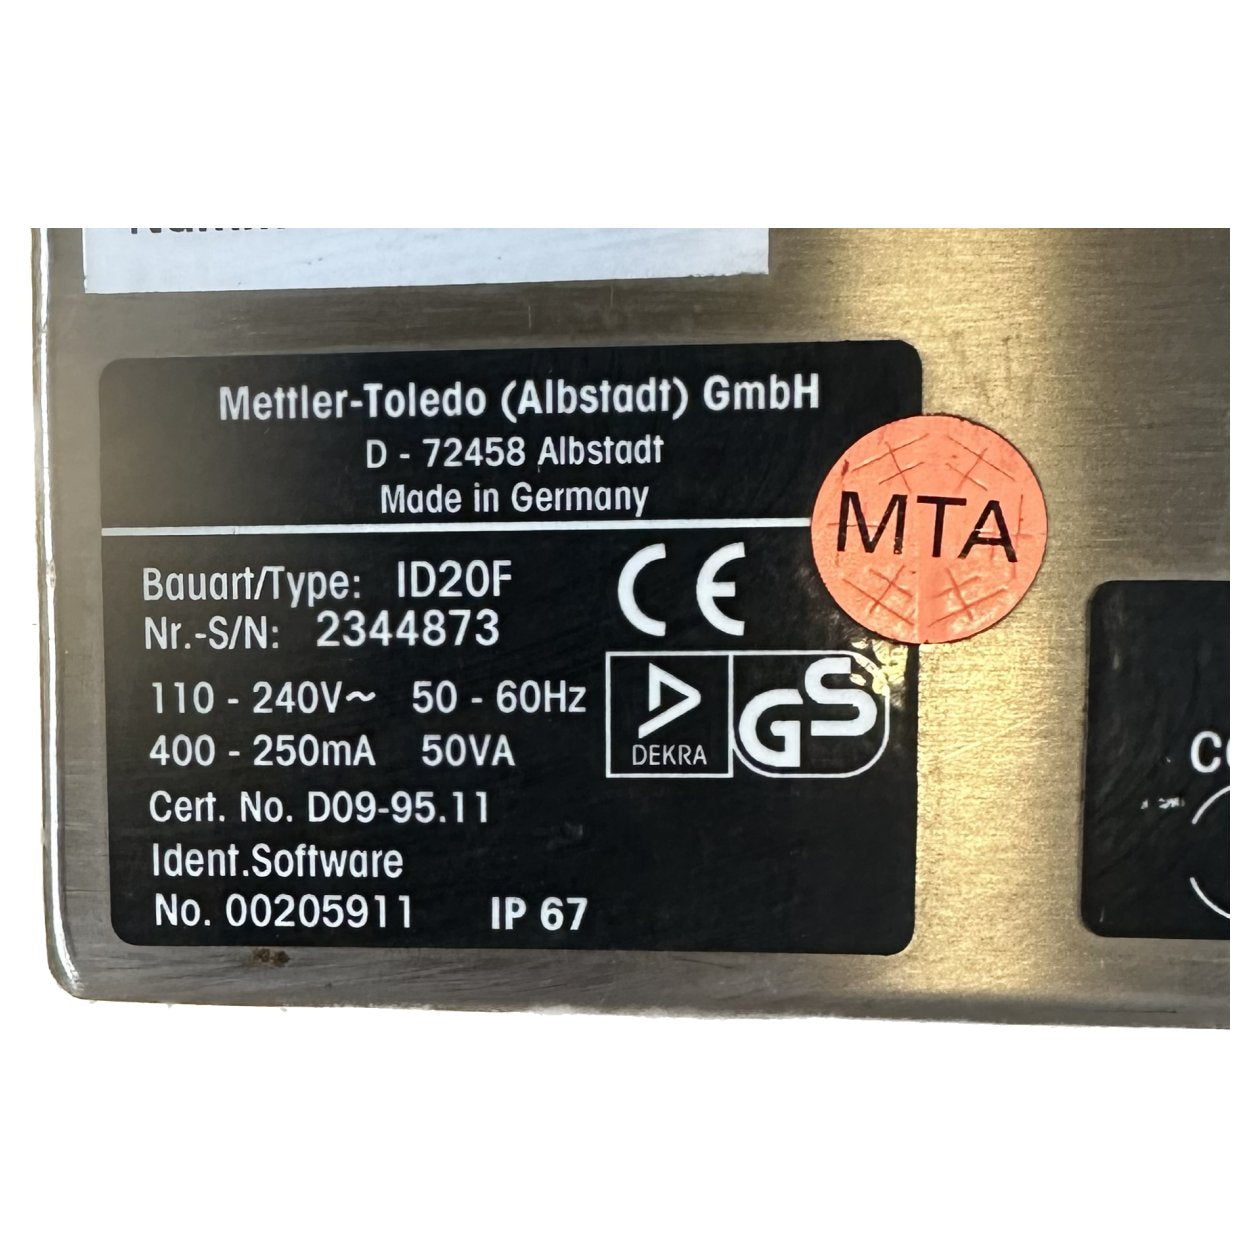 Mettler-Toledo (Albstadt) GmbH
D - 72458 Albstadt
Made in Germany
MTA
Bauart/Type: ID20F
CE
Nr.-S/N: 2344873
110 - 240V~ 50 - 60Hz
GS
400 - 250mA 50VA
DEKRA
Cert. No. D09-95.11
Ident.Software
No. 00205911 IP 67